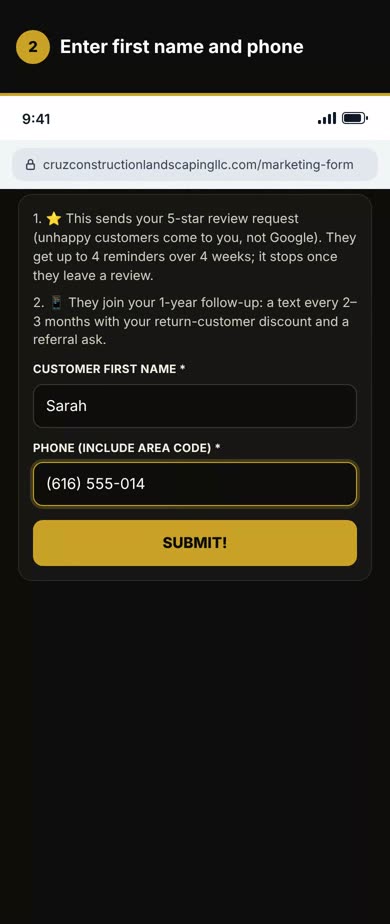 2 Enter first name and phone
9:41
cruzconstructionlandscapingllc.com/marketing-form
1. ⭐ This sends your 5-star review request
(unhappy customers come to you, not Google). They
get up to 4 reminders over 4 weeks; it stops once
they leave a review.
2. 📱 They join your 1-year follow-up: a text every 2–
3 months with your return-customer discount and a
referral ask.
CUSTOMER FIRST NAME *
Sarah
PHONE (INCLUDE AREA CODE) *
(616) 555-014
SUBMIT!